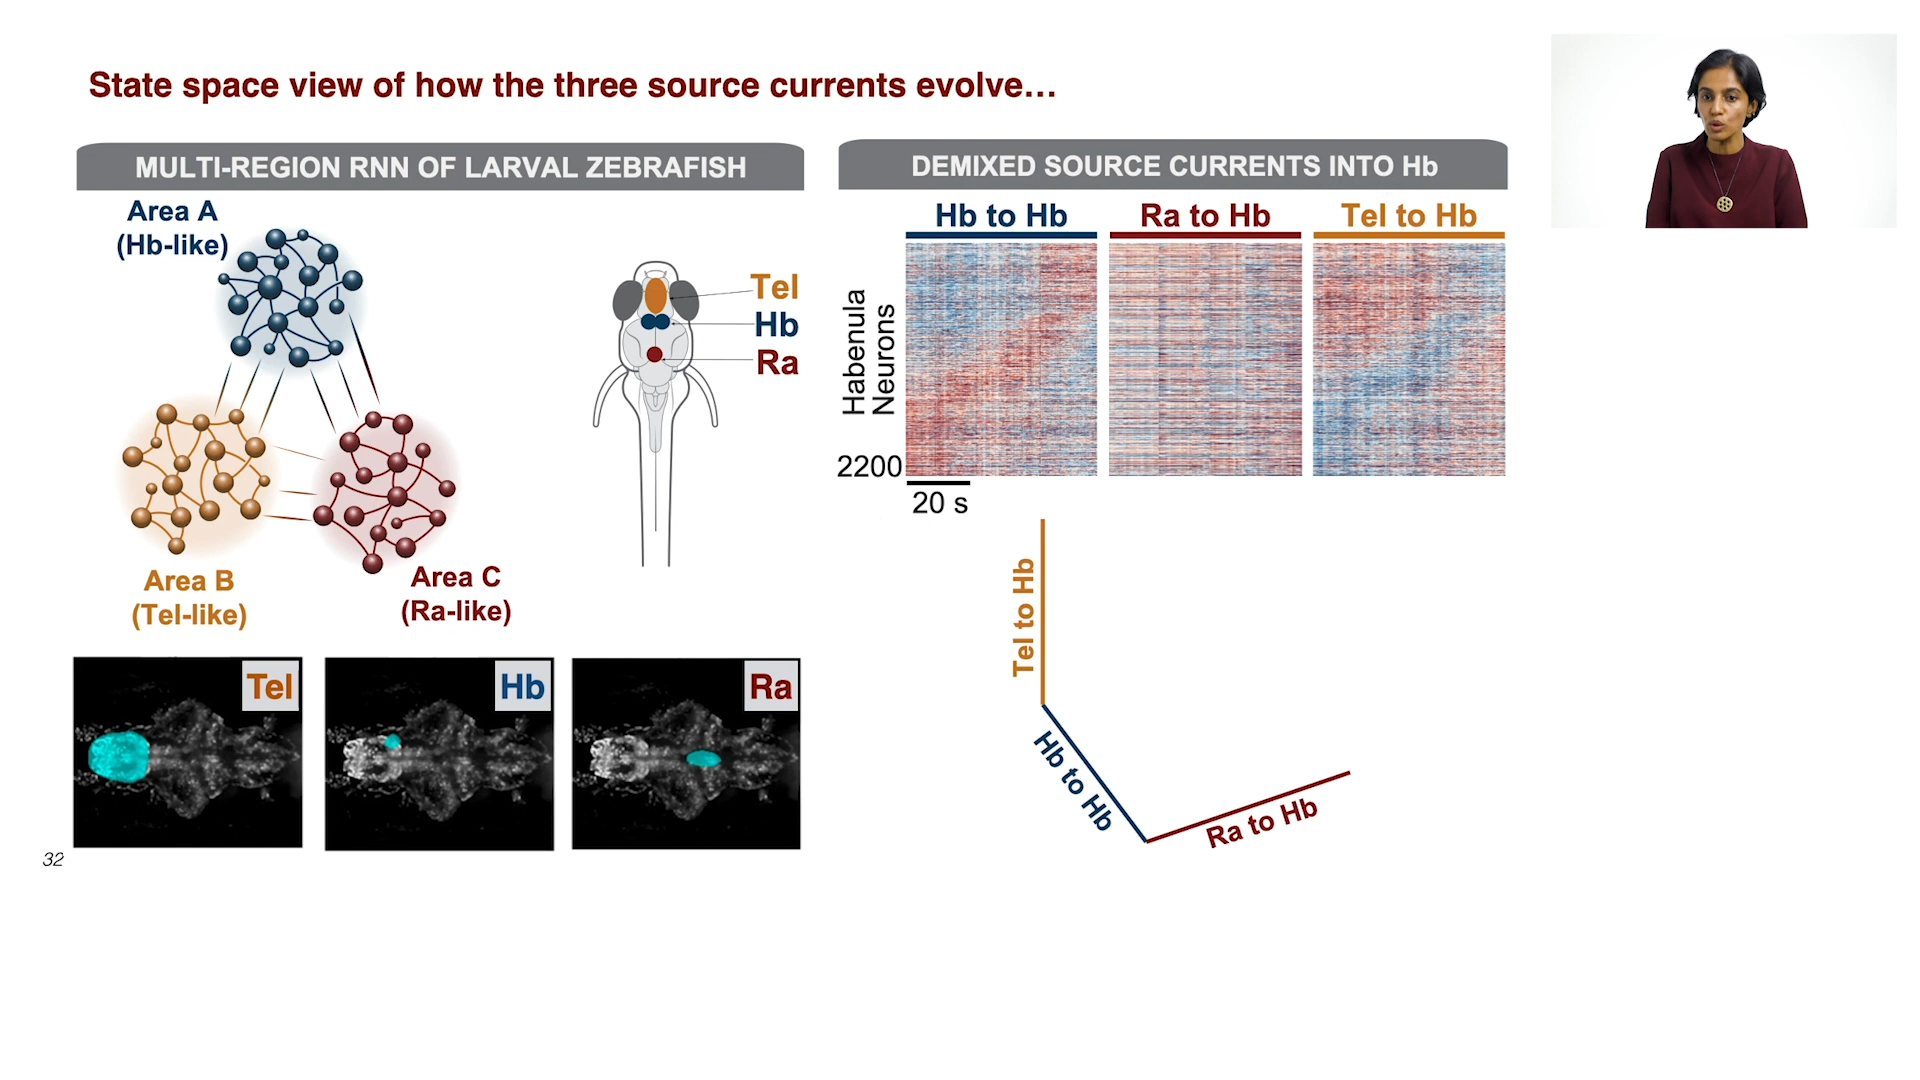 State space view of how the three source currents evolve...
MULTI-REGION RNN OF LARVAL ZEBRAFISH
Area A
(Hb-like)
Tel
Hb
Ra
Area B
(Tel-like)
Area C
(Ra-like)
Tel
Hb
Ra
32
DEMIXED SOURCE CURRENTS INTO Hb
Hb to Hb
Ra to Hb
Tel to Hb
Habenula
Neurons
2200
20 s
Tel to Hb
Hb to Hb
Ra to Hb